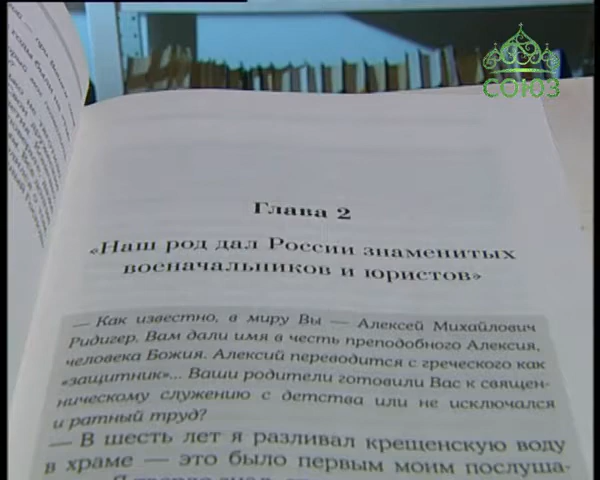 СОЮЗ
Глава 2
«Наш род дал России знаменитых
военачальников и юристов»
— Как известно, в миру Вы — Алексей Михайлович
Ридигер. Вам дали имя в честь преподобного Алексия,
человека Божия. Алексий переводится с греческого как
«защитник»... Ваши родители готовили Вас к священ-
ническому служению с детства или не исключался
и ратный труд?
— В шесть лет я разливал крещенскую воду
в храме — это было первым моим послуша-